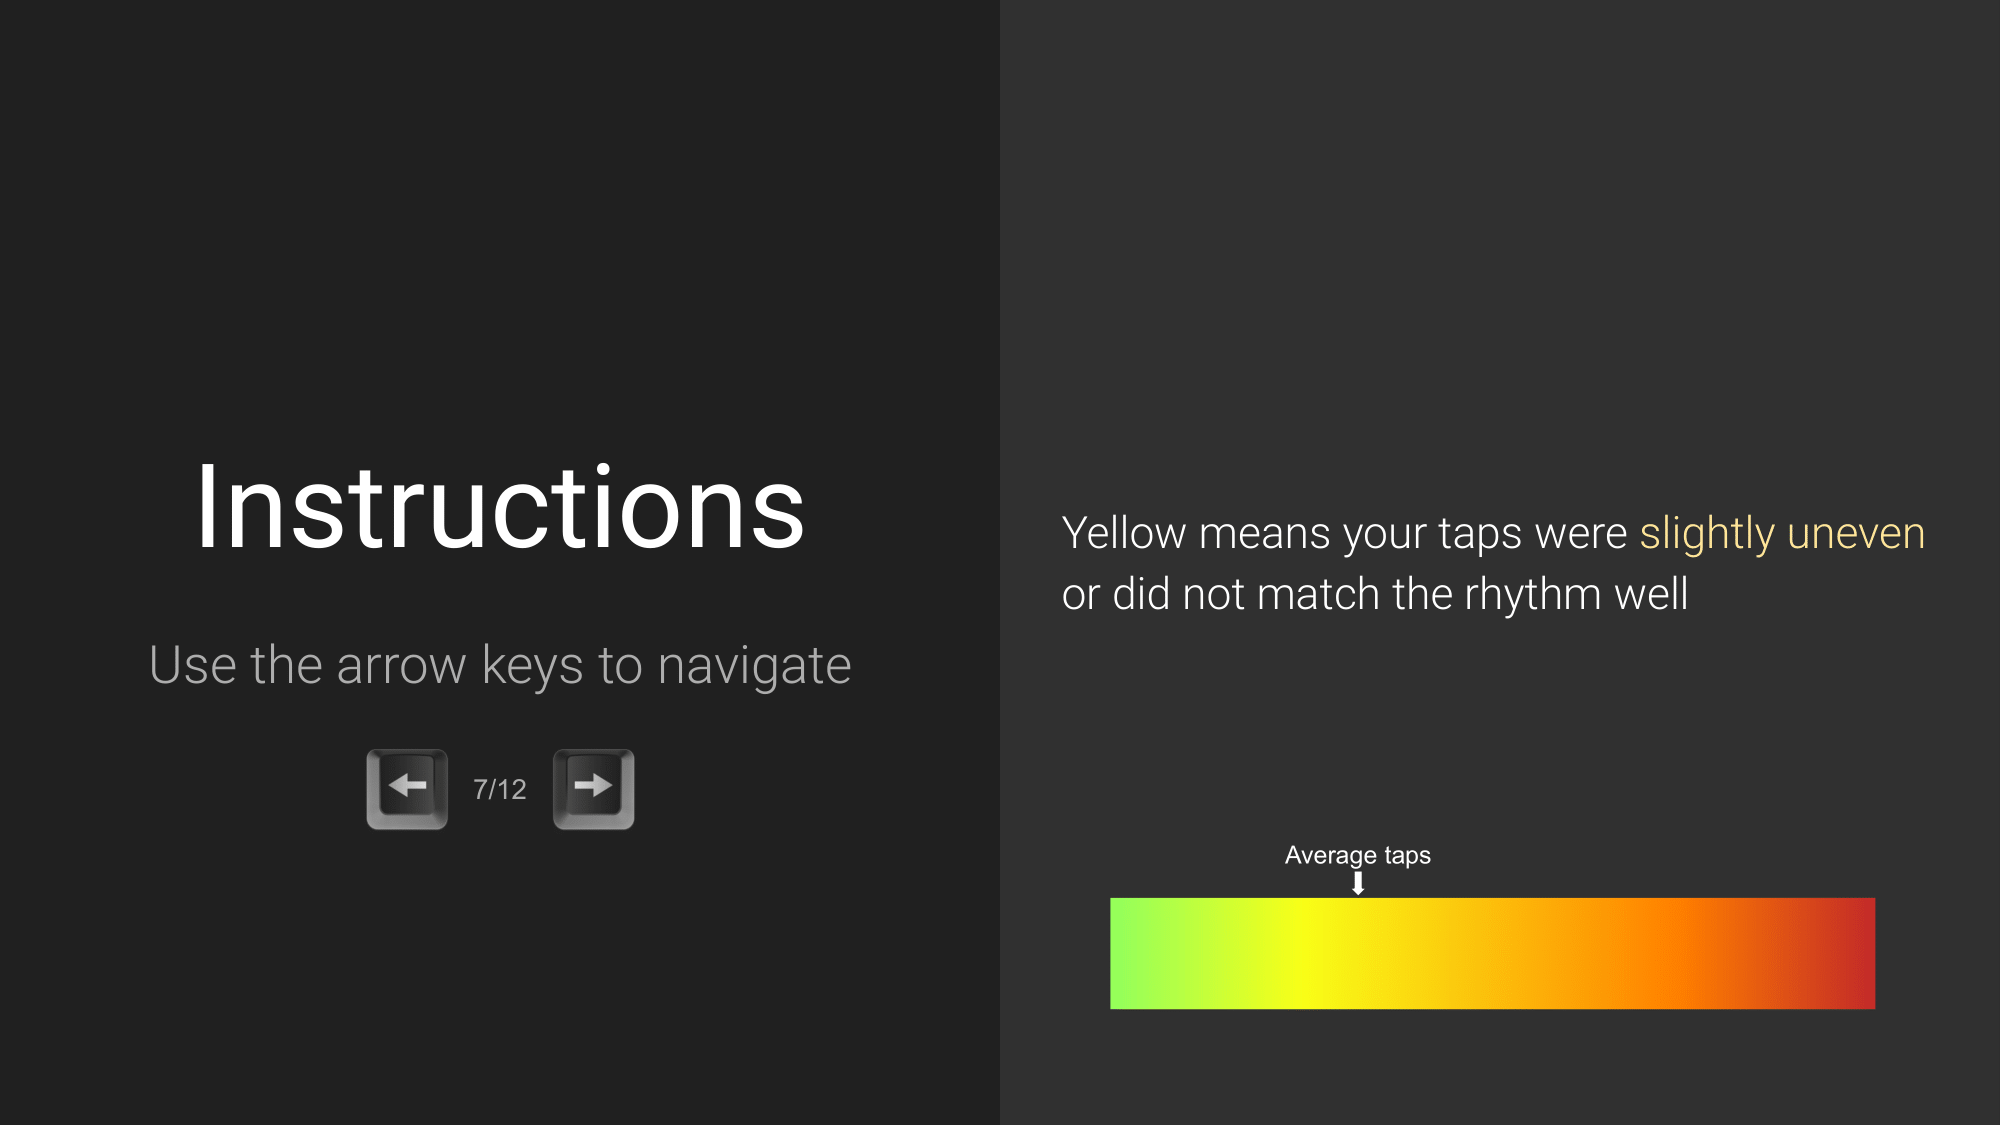 Instructions
Use the arrow keys to navigate
7/12
Yellow means your taps were slightly uneven
or did not match the rhythm well
Average taps